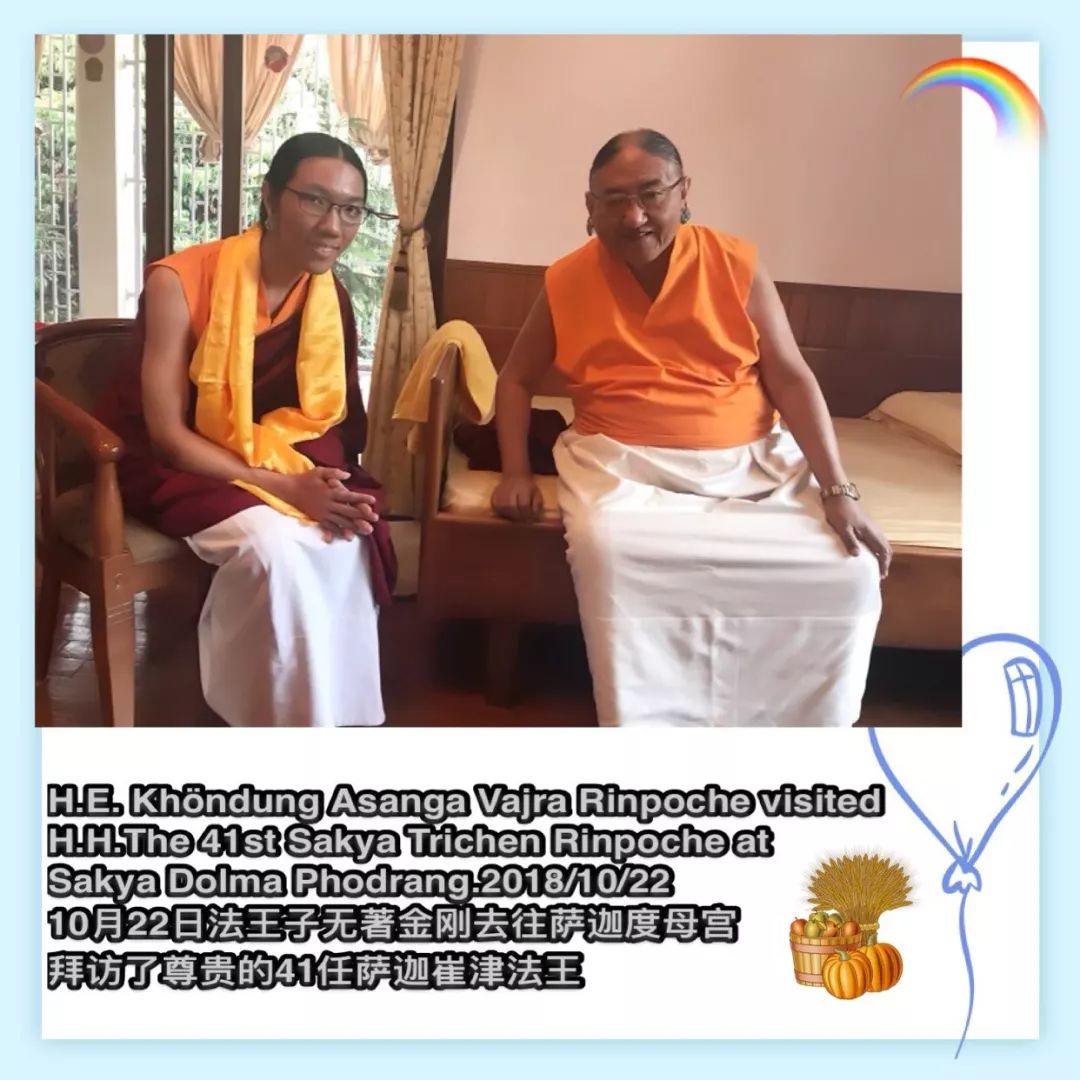 H.E. Khöndung Asanga Vajra Rinpoche visited
H.H.The 41st Sakya Trichen Rinpoche at
Sakya Dolma Phodrang.2018/10/22
10月22日法王子无著金刚去往萨迦度母宫
拜访了尊贵的41任萨迦崔津法王